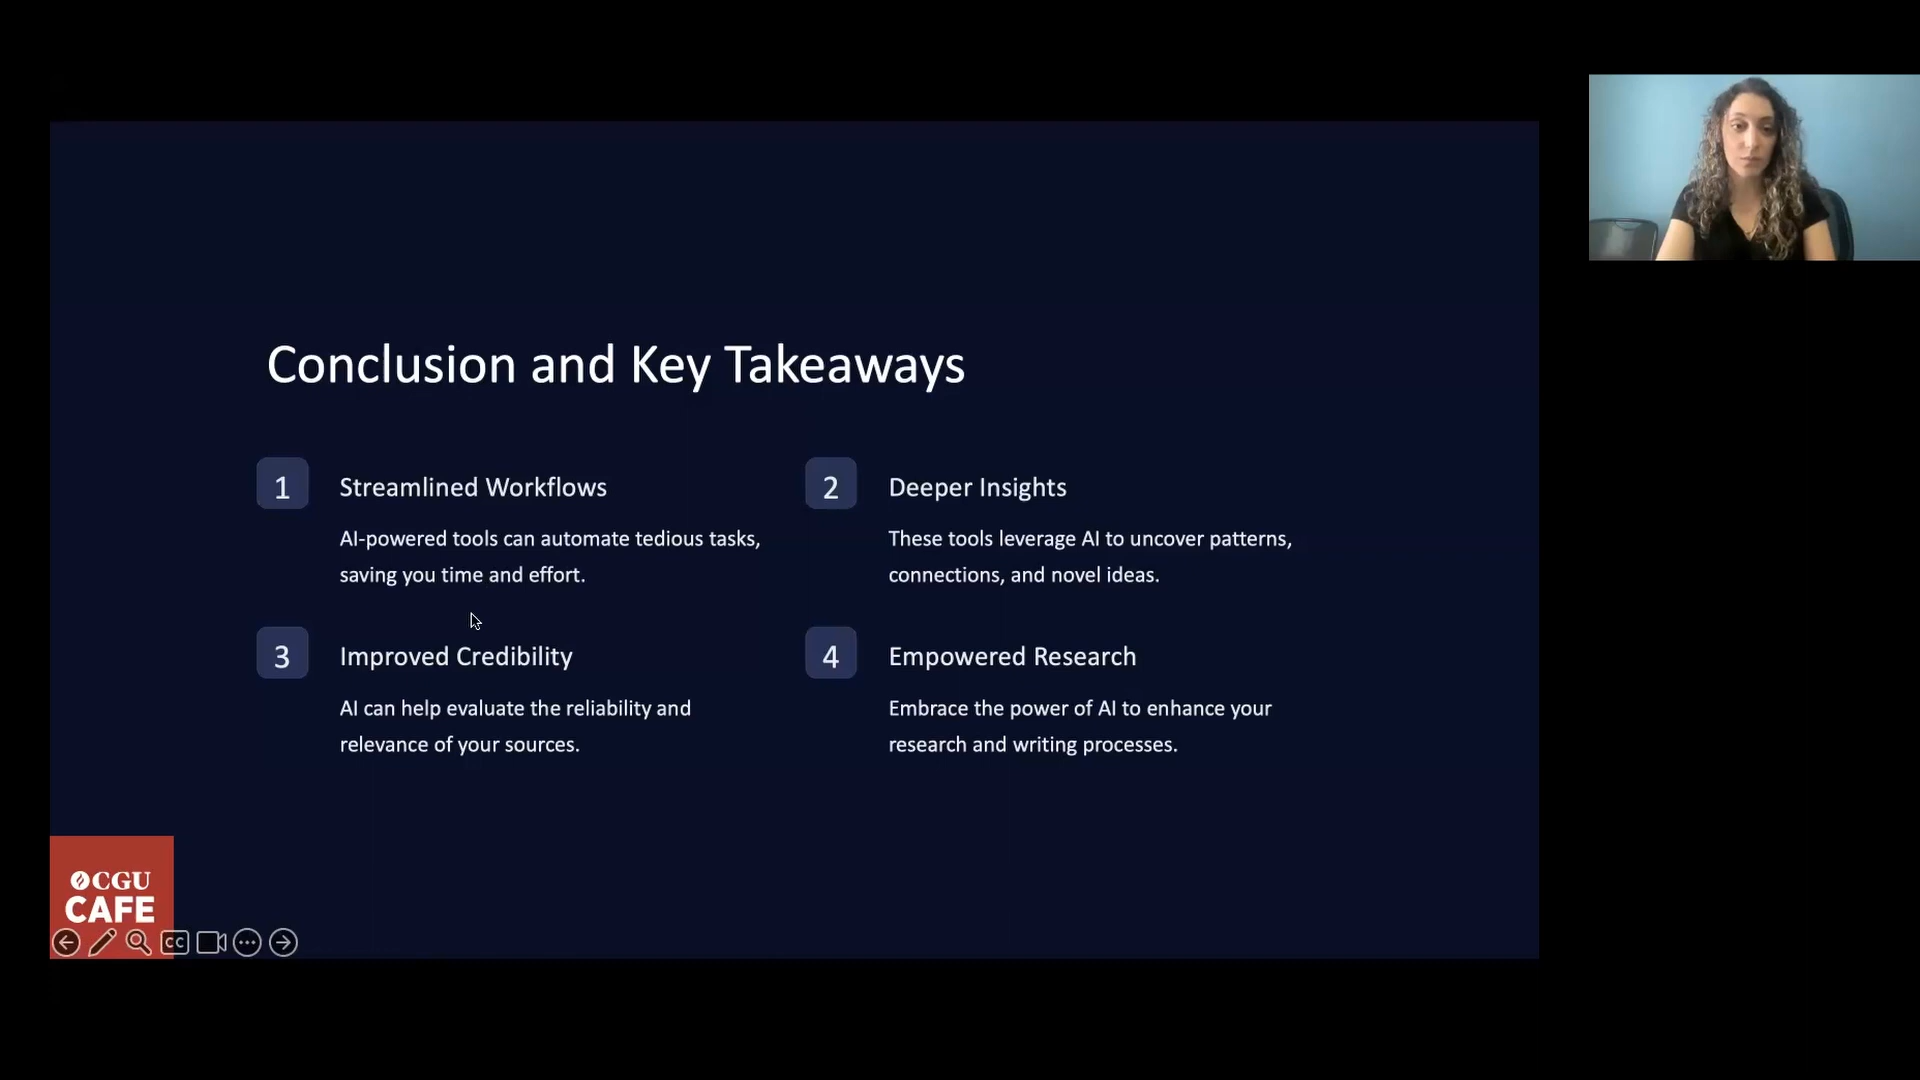 Conclusion and Key Takeaways
1
Streamlined Workflows
AI-powered tools can automate tedious tasks,
saving you time and effort.
2
Deeper Insights
These tools leverage AI to uncover patterns,
connections, and novel ideas.
3
Improved Credibility
AI can help evaluate the reliability and
relevance of your sources.
4
Empowered Research
Embrace the power of AI to enhance your
research and writing processes.
CGU
CAFE
CC